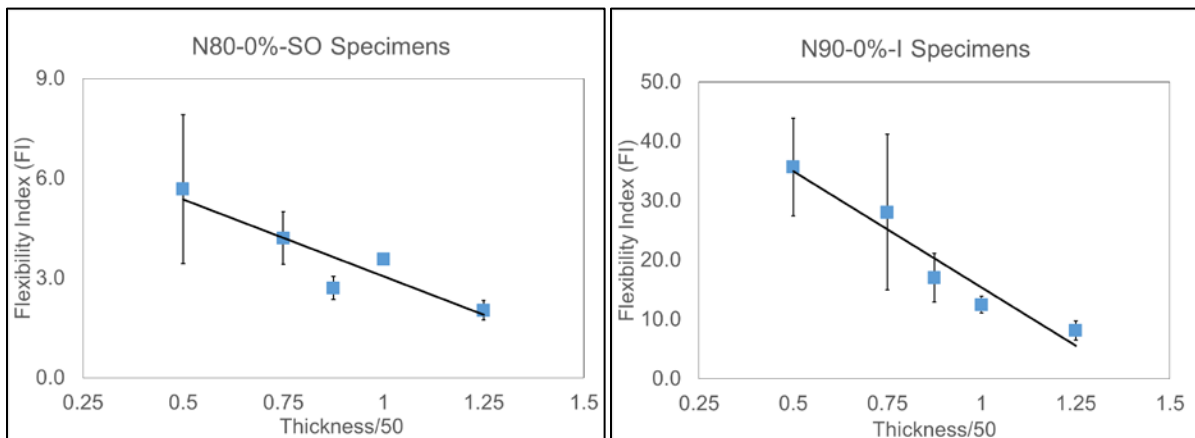 N80-0%-SO Specimens
9.0
6.0
3.0
0.0
Flexibility Index (FI)
0.25 0.5 0.75 1 1.25 1.5
Thickness/50
N90-0%-I Specimens
50.0
40.0
30.0
20.0
10.0
0.0
Flexibility Index (FI)
0.25 0.5 0.75 1 1.25 1.5
Thickness/50